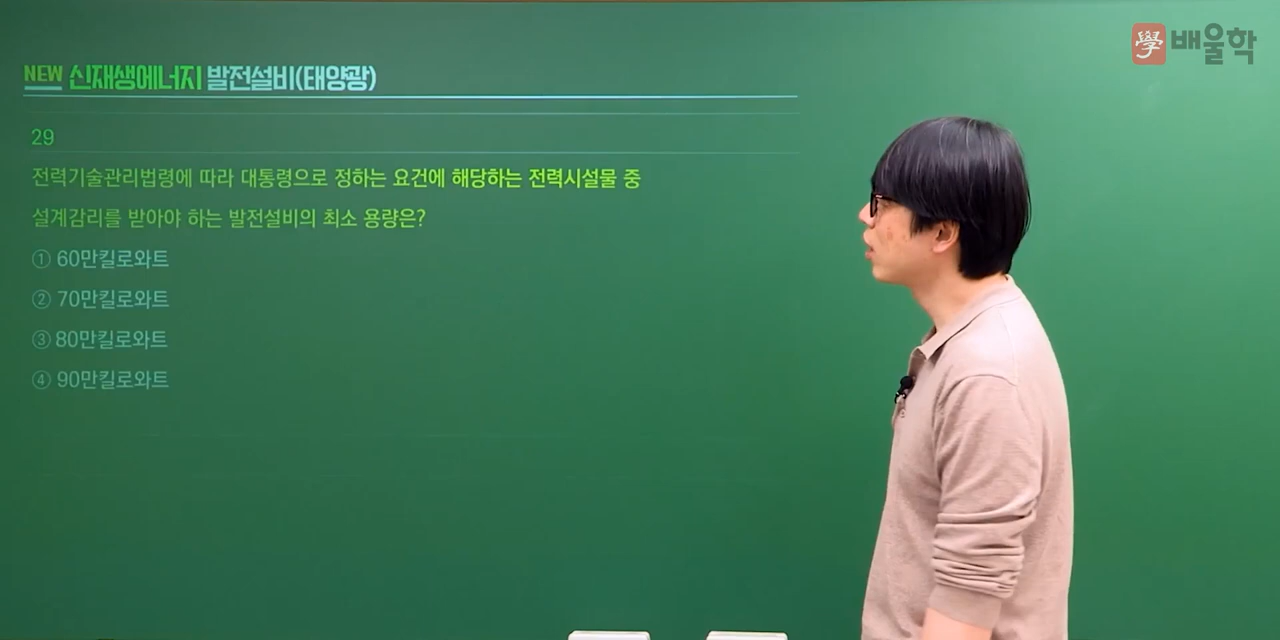 學 배울학
NEW 신재생에너지 발전설비(태양광)
29
전력기술관리법령에 따라 대통령으로 정하는 요건에 해당하는 전력시설물 중
설계감리를 받아야 하는 발전설비의 최소 용량은?
① 60만킬로와트
② 70만킬로와트
③ 80만킬로와트
④ 90만킬로와트